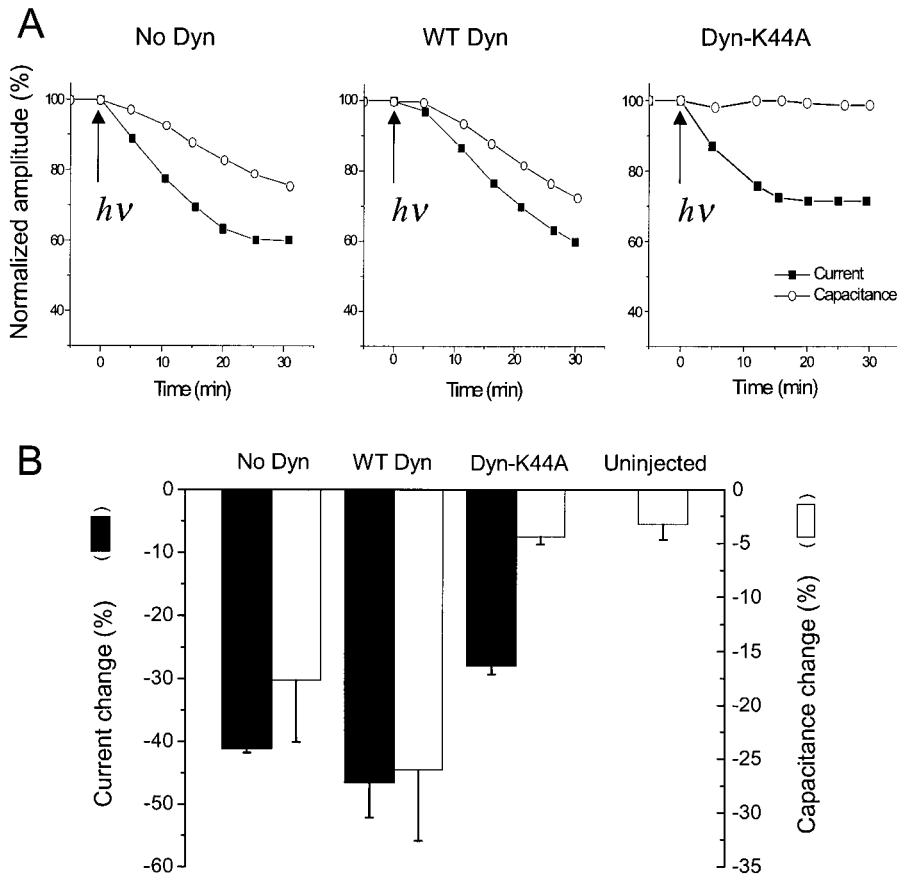 A
No Dyn
WT Dyn
Dyn-K44A
Normalized amplitude (%)
100
80
60
40
hν
0 10 20 30
Time (min)
100
80
60
40
hν
0 10 20 30
Time (min)
100
80
60
40
hν
Current
Capacitance
0 10 20 30
Time (min)
B
No Dyn
WT Dyn
Dyn-K44A
Uninjected
Current change (%)
( )
0
-10
-20
-30
-40
-50
-60
0
-5
-10
-15
-20
-25
-30
-35
Capacitance change (%)
( )